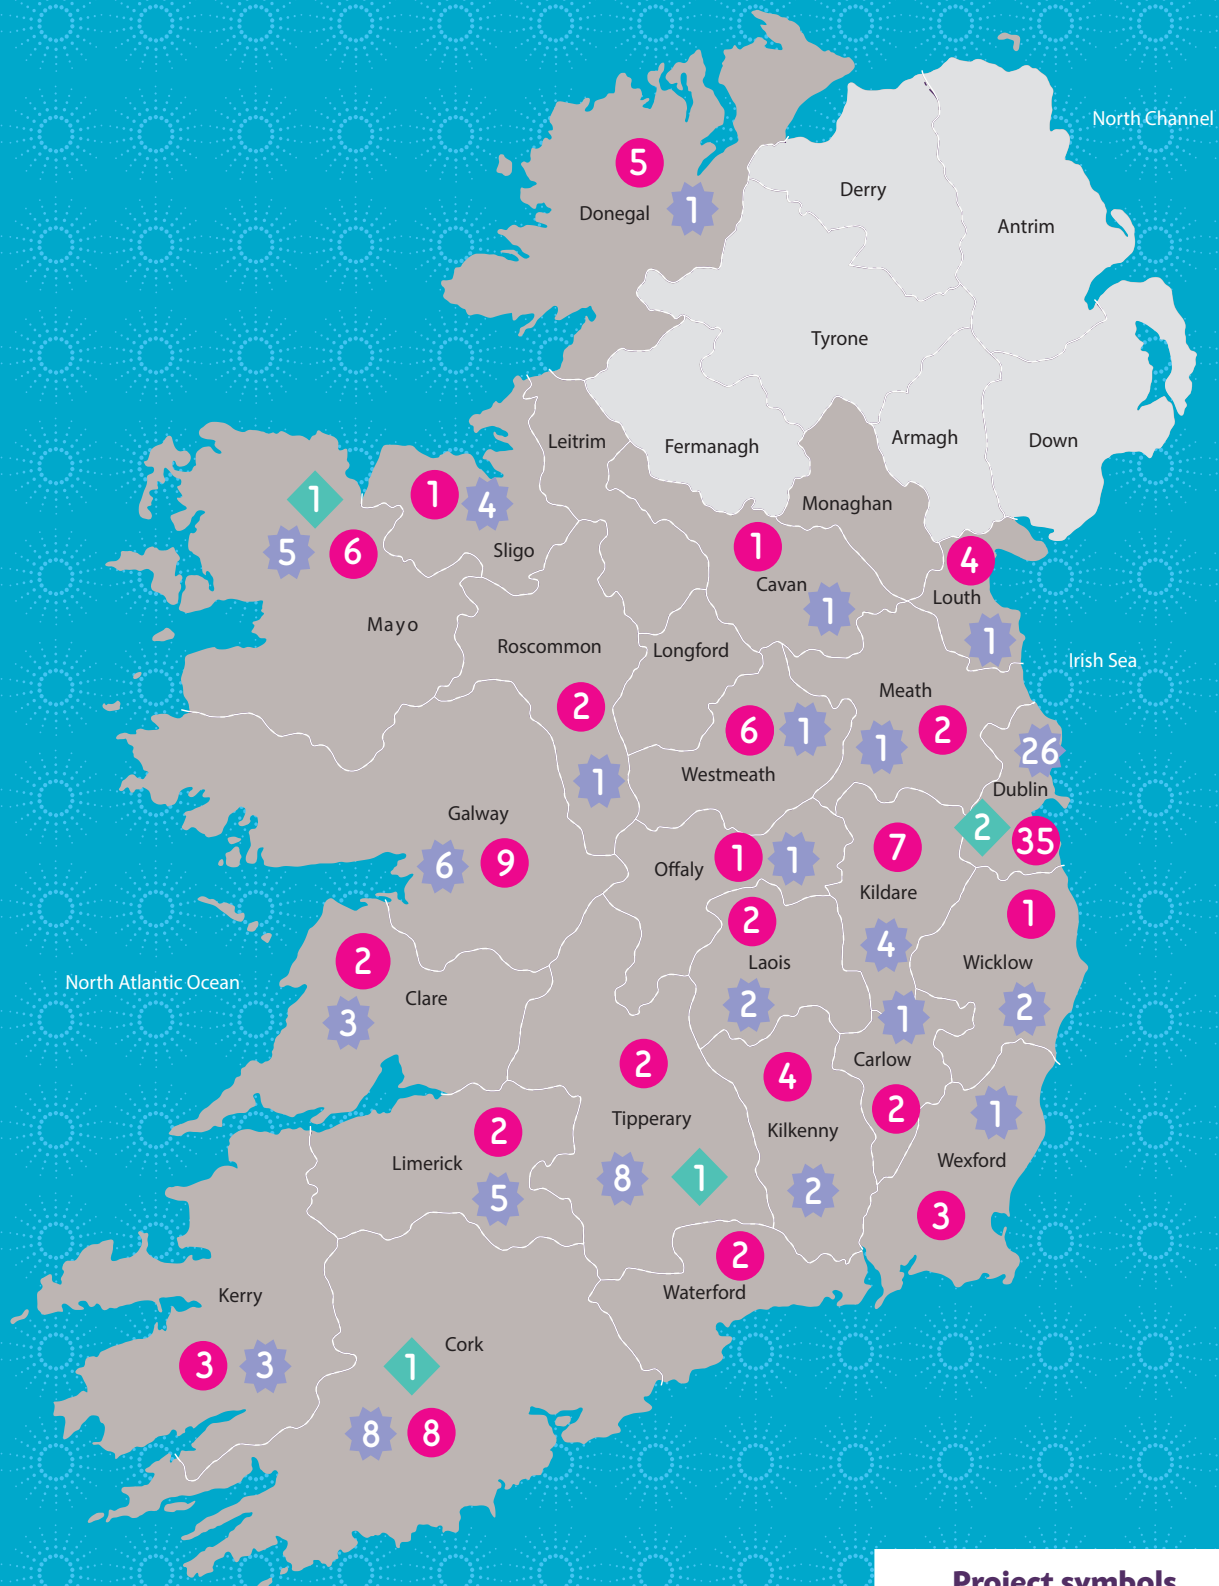 North Channel
5
Derry
Donegal 1
Antrim
Tyrone
Leitrim
Fermanagh
Armagh
Down
1
1
4
Monaghan
5
6
Sligo
1
4
Cavan
Louth
1
Mayo
1
Roscommon
Longford
Irish Sea
Meath
2
6
1
1
2
26
Westmeath
1
Dublin
Galway
2
35
6
9
Offaly
1
1
7
Kildare
2
1
4
2
Laois
Wicklow
North Atlantic Ocean
Clare
3
2
1
2
Carlow
2
4
2
1
Tipperary
2
Kilkenny
Limerick
Wexford
5
8
1
2
3
2
Waterford
Kerry
Cork
3
3
1
8
8
Project symbols